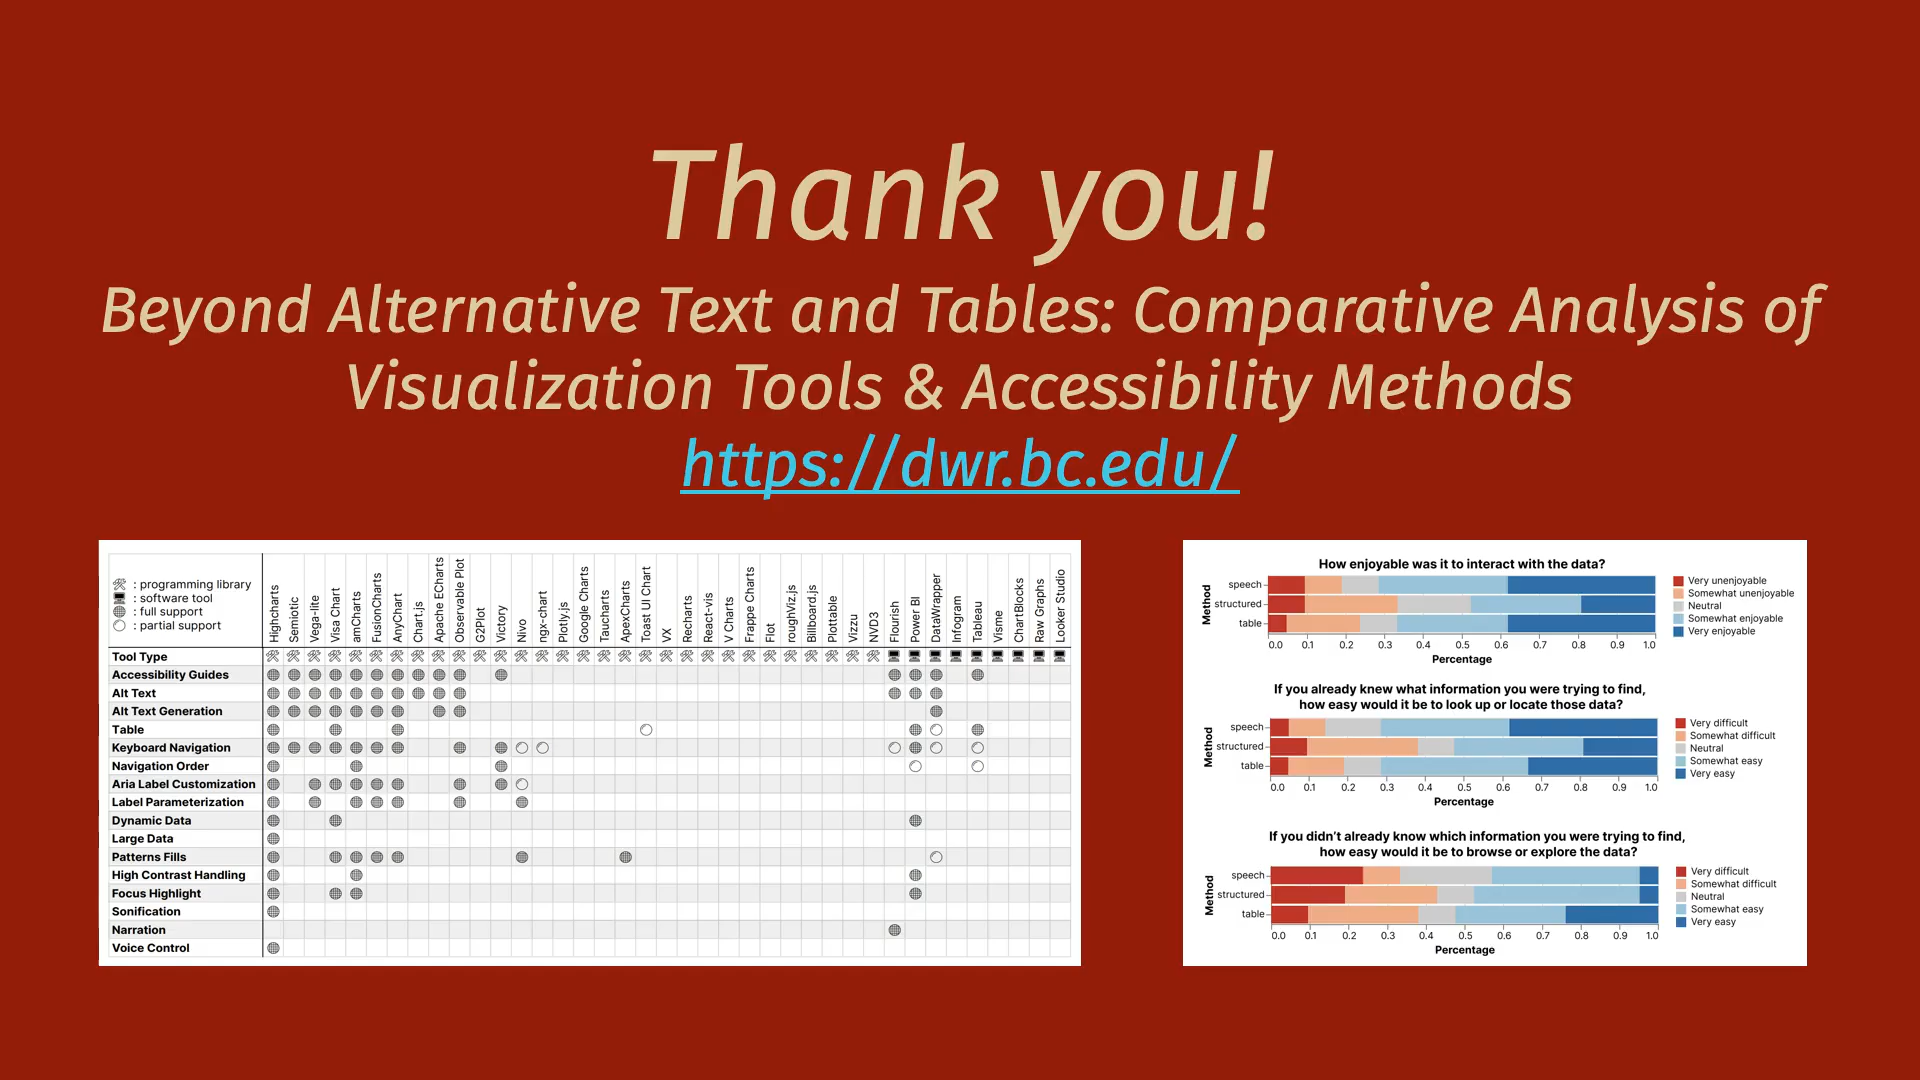 Thank you!
Beyond Alternative Text and Tables: Comparative Analysis of
Visualization Tools & Accessibility Methods
https://dwr.bc.edu/
: programming library
: software tool
: full support
: partial support
Highcharts
Semiotic
Vega-lite
Visa Chart
amCharts
FusionCharts
AnyChart
Chart.js
Apache ECharts
Observable Plot
G2Plot
Victory
Nivo
ngx-chart
Plotly.js
Google Charts
Taucharts
ApexCharts
Toast UI Chart
VX
Recharts
React-vis
V Charts
Frappe Charts
Flot
roughViz.js
Billboard.js
Plottable
Vizzu
NVD3
Flourish
Power BI
DataWrapper
Infogram
Tableau
Visme
ChartBlocks
Raw Graphs
Looker Studio
Tool Type
Accessibility Guides
Alt Text
Alt Text Generation
Table
Keyboard Navigation
Navigation Order
Aria Label Customization
Label Parameterization
Dynamic Data
Large Data
Patterns Fills
High Contrast Handling
Focus Highlight
Sonification
Narration
Voice Control
How enjoyable was it to interact with the data?
Method
speech
structured
table
0.0 0.1 0.2 0.3 0.4 0.5 0.6 0.7 0.8 0.9 1.0
Percentage
Very unenjoyable
Somewhat unenjoyable
Neutral
Somewhat enjoyable
Very enjoyable
If you already knew what information you were trying to find,
how easy would it be to look up or locate those data?
Method
speech
structured
table
0.0 0.1 0.2 0.3 0.4 0.5 0.6 0.7 0.8 0.9 1.0
Percentage
Very difficult
Somewhat difficult
Neutral
Somewhat easy
Very easy
If you didn't already know which information you were trying to find,
how easy would it be to browse or explore the data?
Method
speech
structured
table
0.0 0.1 0.2 0.3 0.4 0.5 0.6 0.7 0.8 0.9 1.0
Percentage
Very difficult
Somewhat difficult
Neutral
Somewhat easy
Very easy